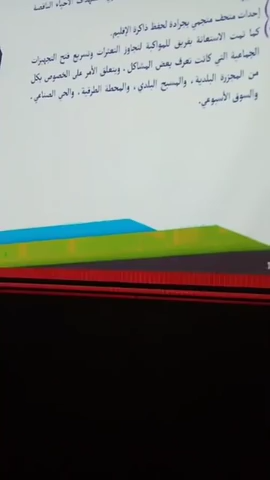 الأحياء الناقصة
إحداث متحف منجمي بجرادة لحفظ ذاكرة الإقليم.
كما تمت الاستعانة بفريق للمواكبة لتجاوز التعثرات وتسريع فتح التجهيزات
الجماعية التي كانت تعرف بعض المشاكل. ويتعلق الأمر على الخصوص بكل
من المجزرة البلدية، والمسبح البلدي، والمحطة الطرقية، والحي الصناعي،
والسوق الأسبوعي.